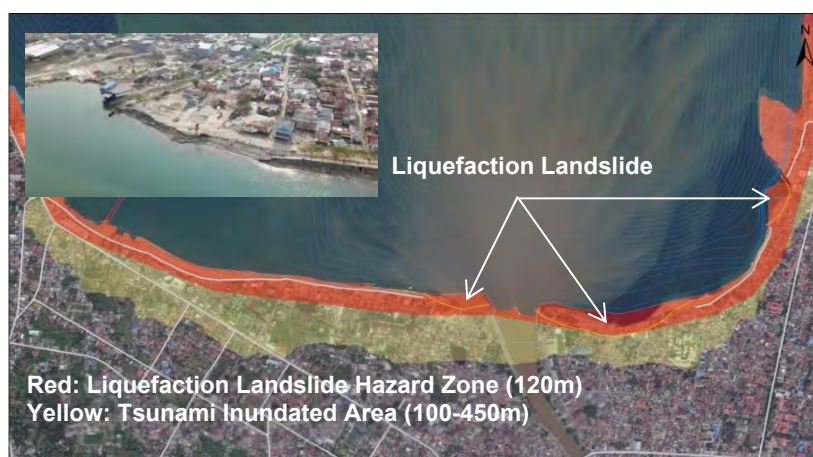 N
Liquefaction Landslide
Red: Liquefaction Landslide Hazard Zone (120m)
Yellow: Tsunami Inundated Area (100-450m)